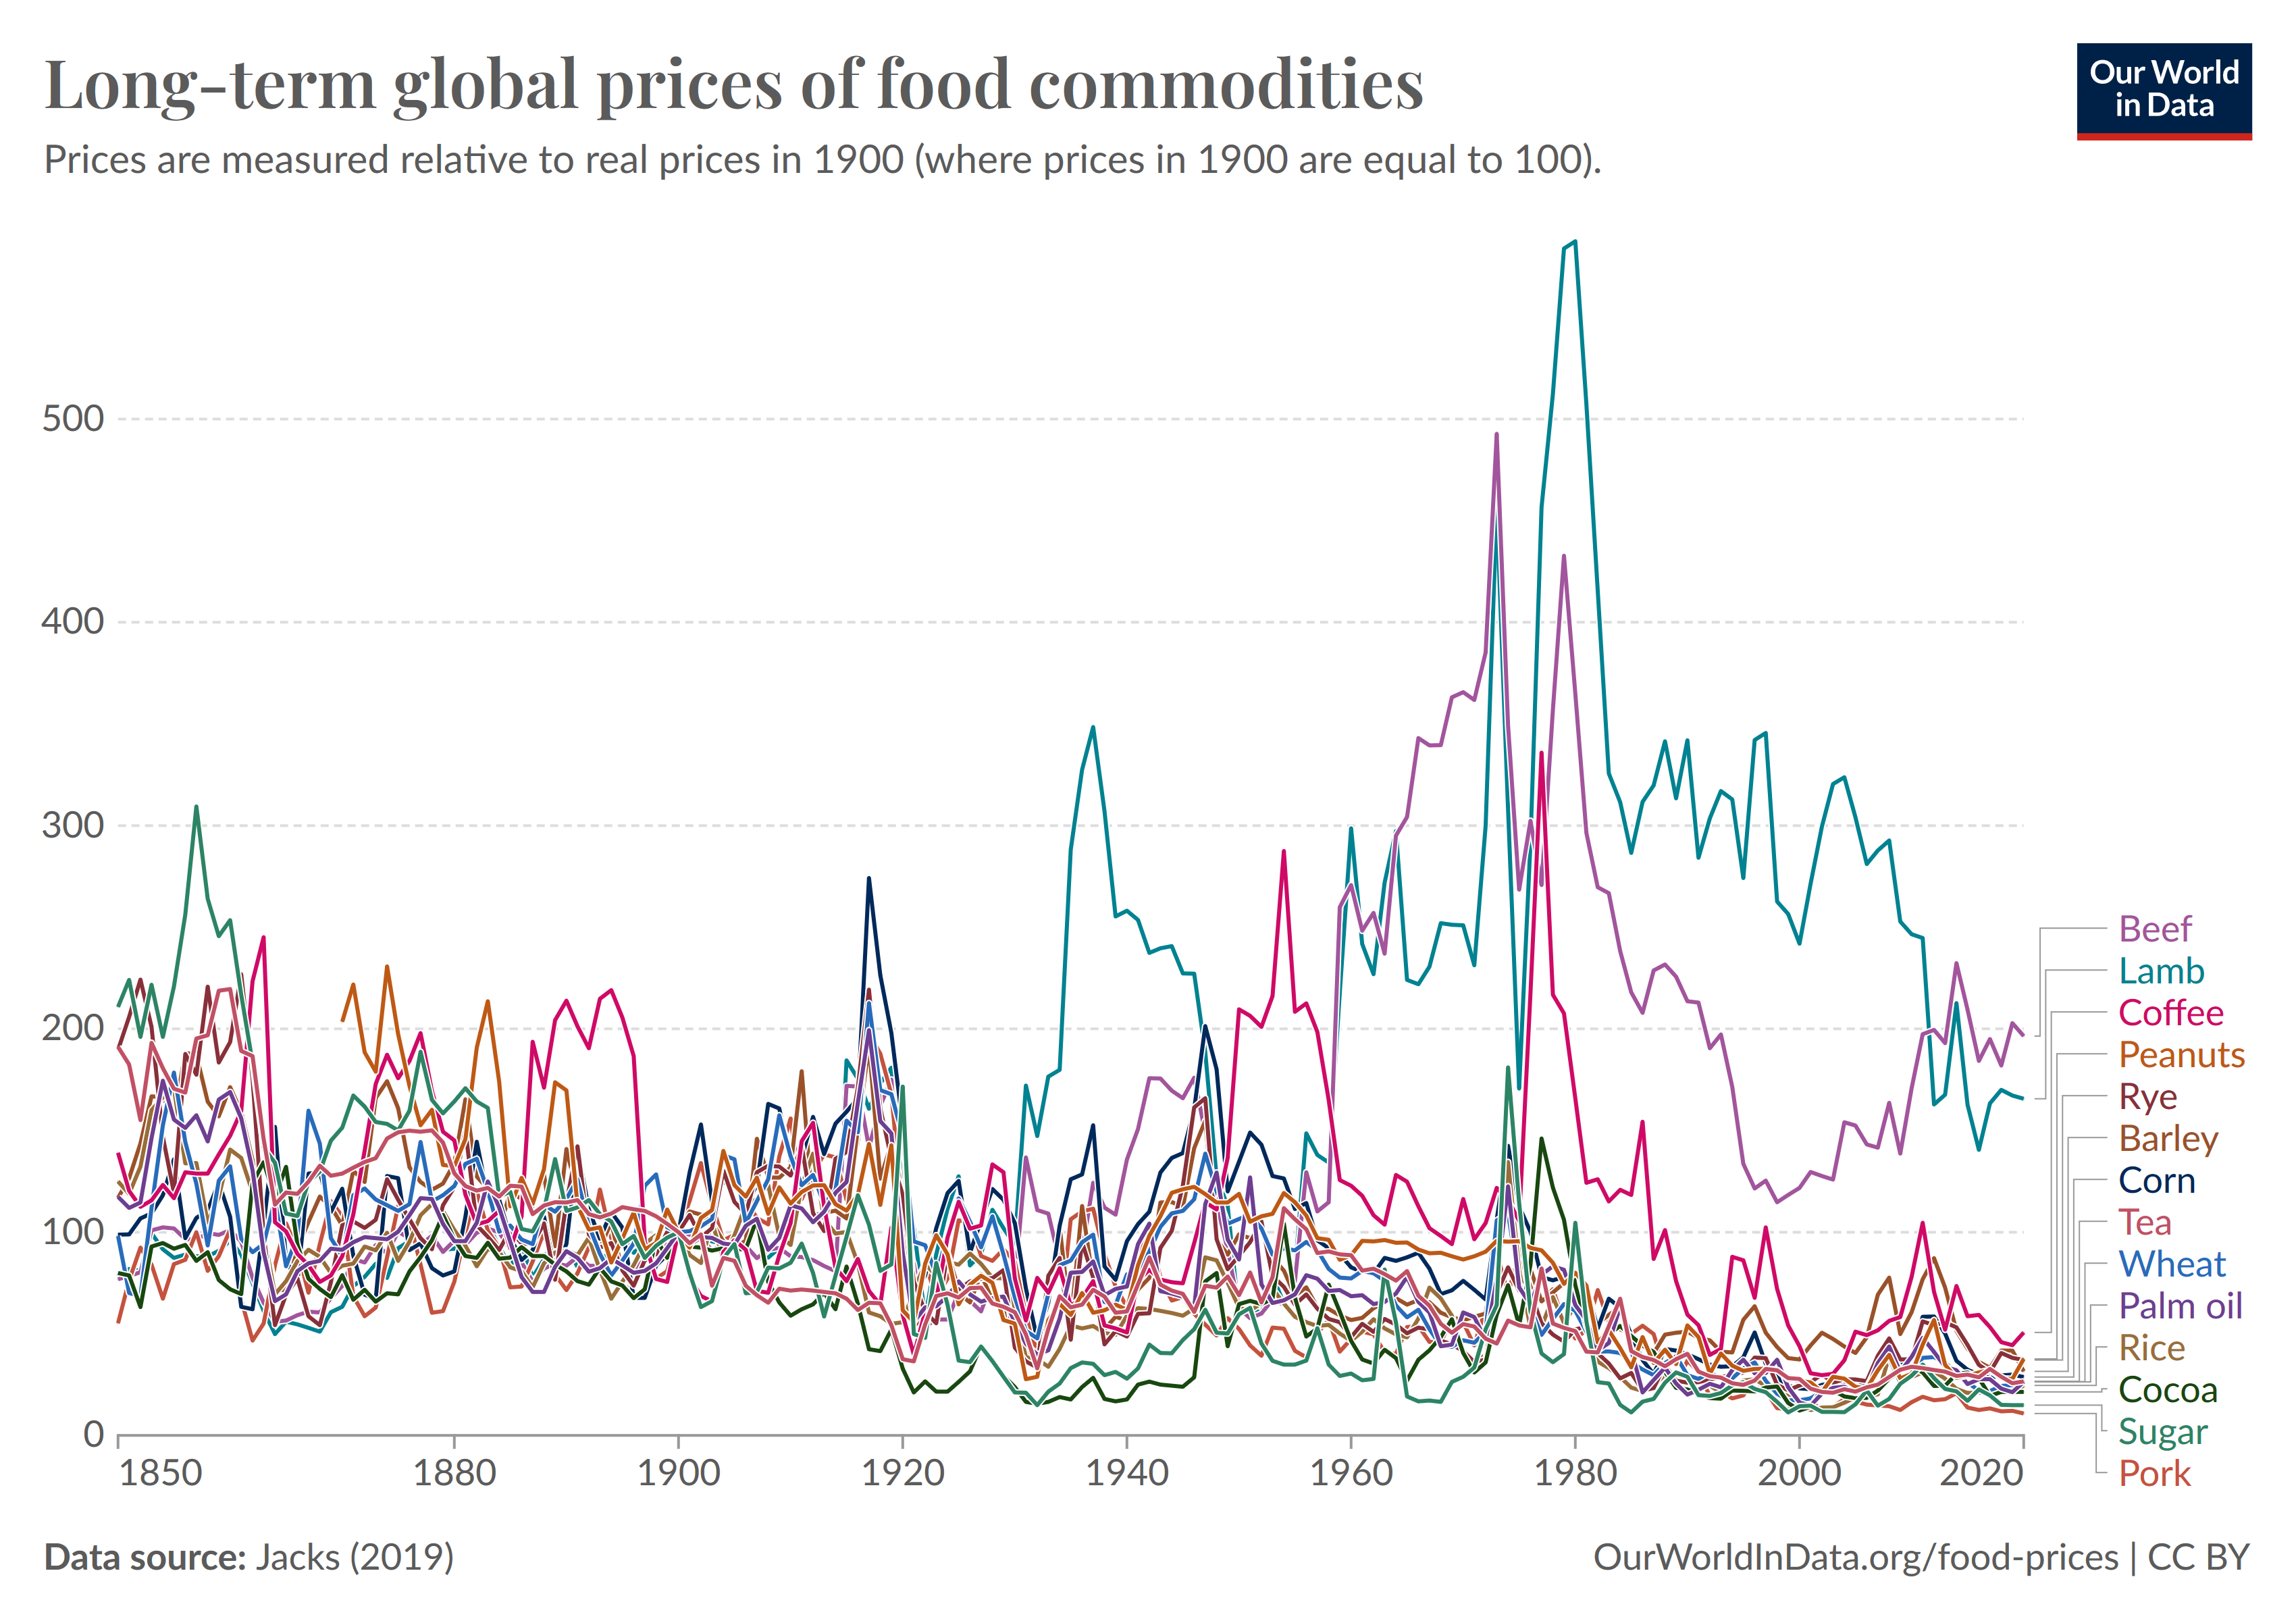 Long-term global prices of food commodities
Our World
in Data
Prices are measured relative to real prices in 1900 (where prices in 1900 are equal to 100).
500
400
300
200
100
0
Beef
Lamb
Coffee
Peanuts
Rye
Barley
Corn
Tea
Wheat
Palm oil
Rice
Cocoa
Sugar
Pork
1850 1880 1900 1920 1940 1960 1980 2000 2020
Data source: Jacks (2019)
OurWorldInData.org/food-prices | CC BY